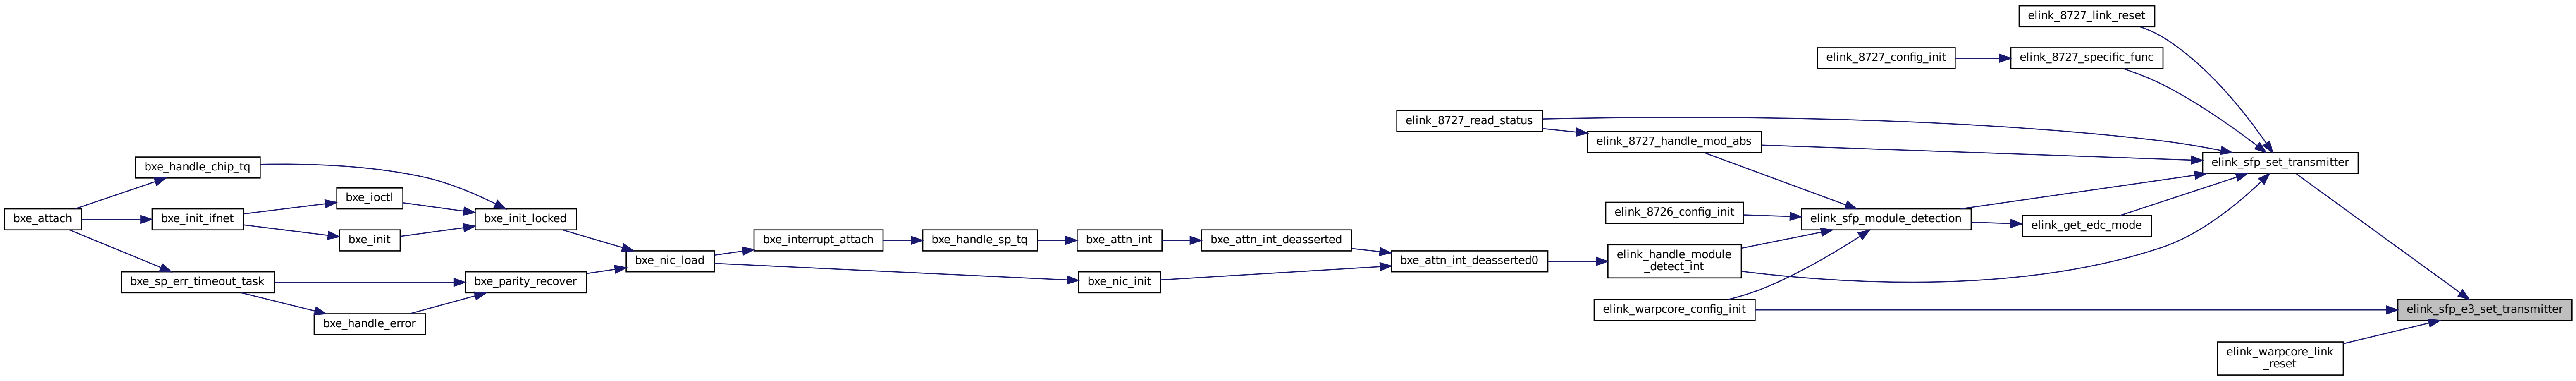 elink_8727_link_reset
elink_8727_config_init
elink_8727_specific_func
elink_8727_read_status
elink_8727_handle_mod_abs
bxe_handle_chip_tq
elink_sfp_set_transmitter
bxe_ioctl
bxe_attach
bxe_init_ifnet
bxe_init_locked
elink_8726_config_init
elink_sfp_module_detection
elink_get_edc_mode
bxe_init
bxe_interrupt_attach
bxe_handle_sp_tq
bxe_attn_int
bxe_attn_int_deasserted
bxe_nic_load
bxe_attn_int_deasserted0
elink_handle_module
_detect_int
bxe_sp_err_timeout_task
bxe_parity_recover
bxe_nic_init
elink_warpcore_config_init
elink_sfp_e3_set_transmitter
bxe_handle_error
elink_warpcore_link
_reset